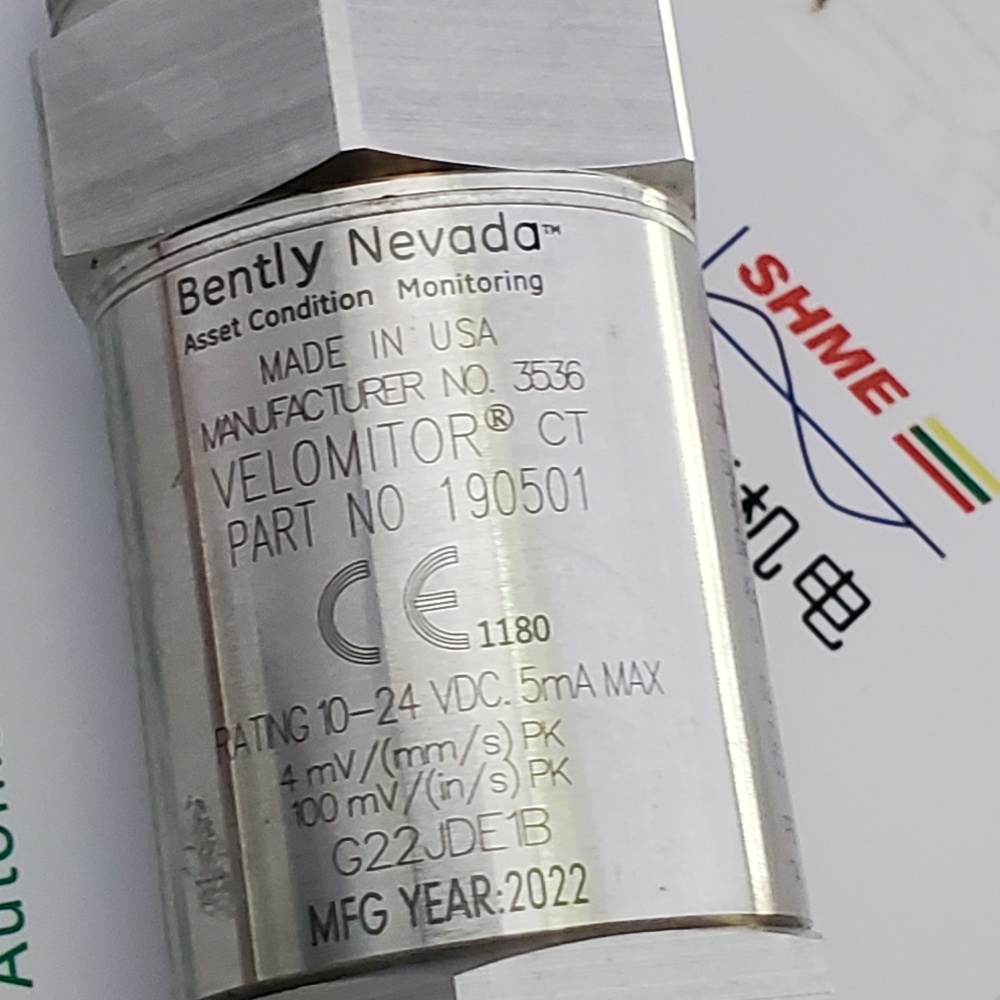 Bently Nevada™
Asset Condition Monitoring
MADE IN USA
MANUFACTURER NO. 3536
VELOMITOR® CT
PART NO 190501
CE 1180
RATING 10-24 VDC. 5mA MAX
4 mV/(mm/s) PK
100 mV/(in/s) PK
G22JDE1B
MFG YEAR:2022
SHME
机电